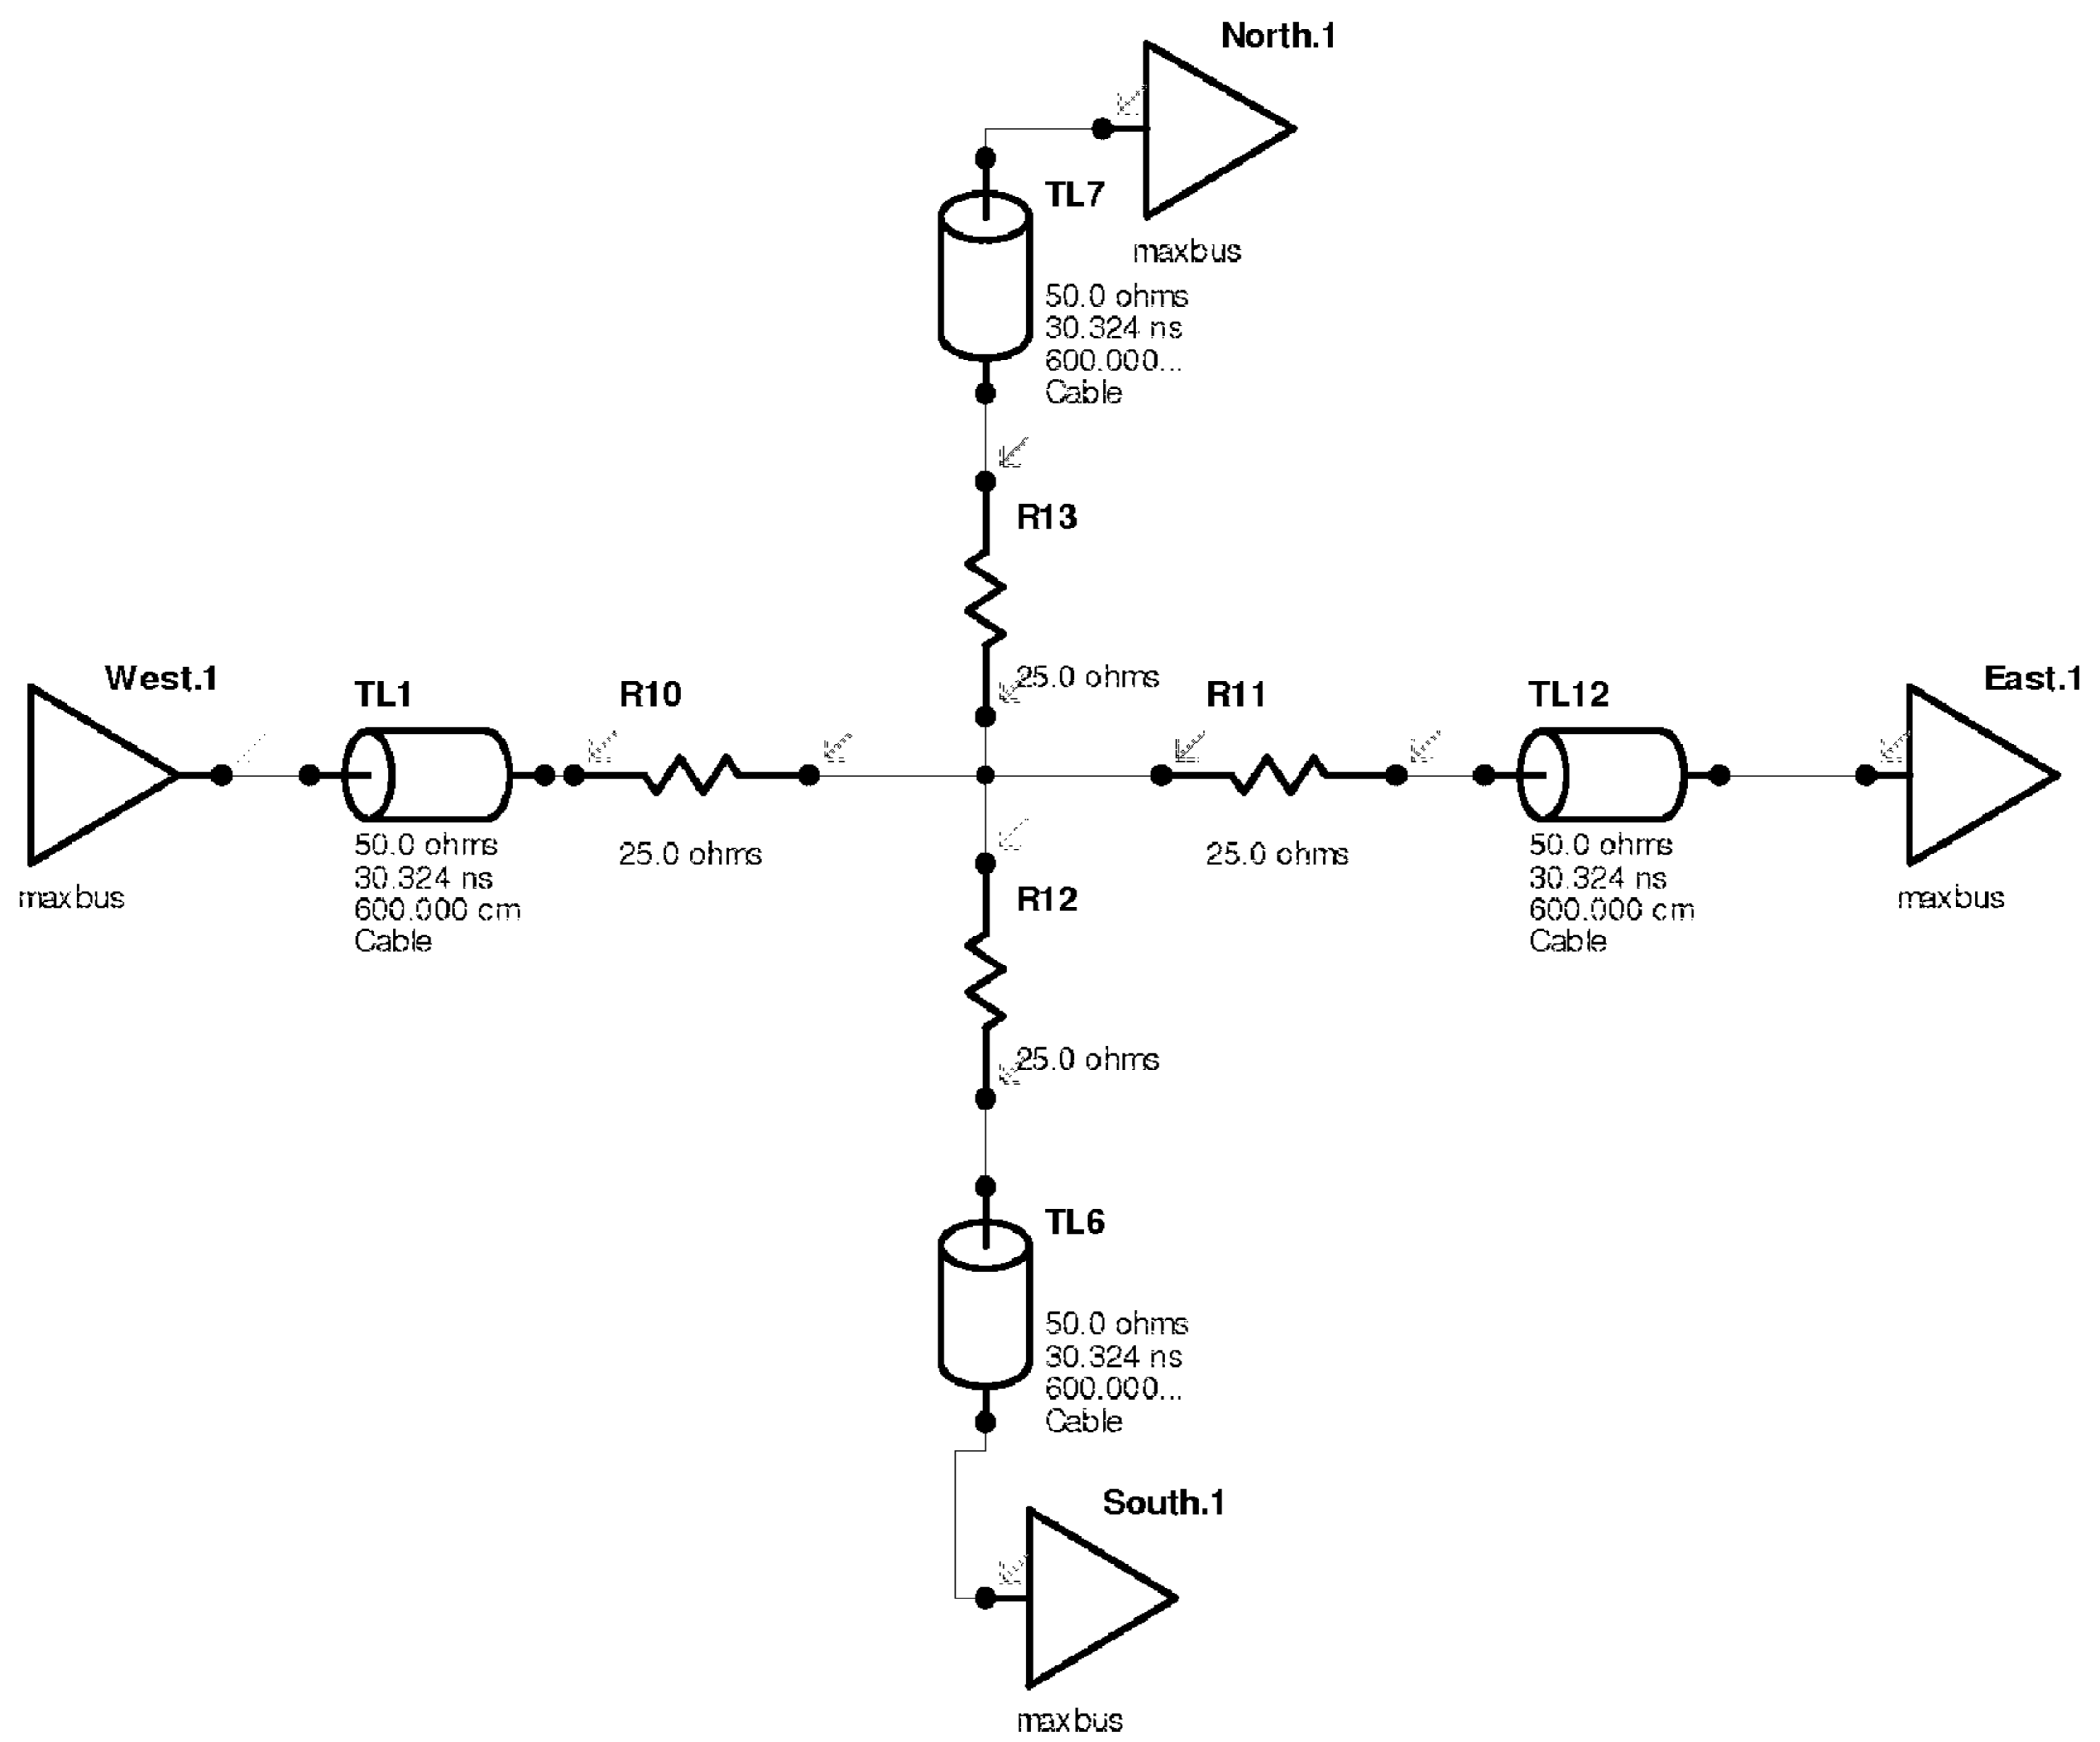 North.1
TL7
maxbus
50.0 ohms
30.324 ns
600.000...
Cable
R13
25.0 ohms
West.1
maxbus
TL1
50.0 ohms
30.324 ns
600.000 cm
Cable
R10
25.0 ohms
R11
25.0 ohms
TL12
50.0 ohms
30.324 ns
600.000 cm
Cable
East.1
maxbus
R12
25.0 ohms
TL6
50.0 ohms
30.324 ns
600.000...
Cable
South.1
maxbus